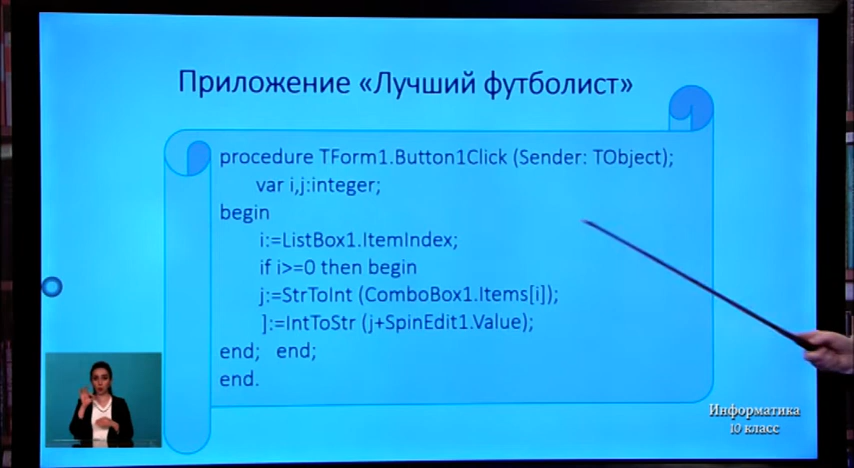 Приложение «Лучший футболист»
procedure TForm1.Button1Click (Sender: TObject);
var i,j:integer;
begin
i:=ListBox1.ItemIndex;
if i>=0 then begin
j:=StrToInt (ComboBox1.Items[i]);
]:=IntToStr (j+SpinEdit1.Value);
end; end;
end.
Информатика
10 класс